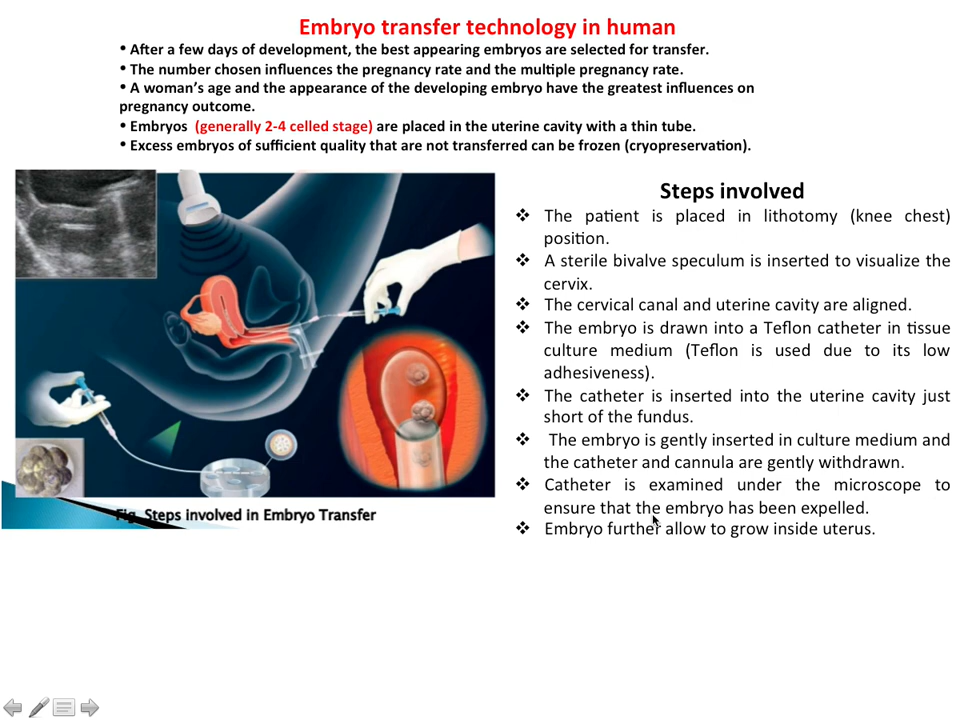 Embryo transfer technology in human
• After a few days of development, the best appearing embryos are selected for transfer.
• The number chosen influences the pregnancy rate and the multiple pregnancy rate.
• A woman's age and the appearance of the developing embryo have the greatest influences on
pregnancy outcome.
• Embryos (generally 2-4 celled stage) are placed in the uterine cavity with a thin tube.
• Excess embryos of sufficient quality that are not transferred can be frozen (cryopreservation).
Steps involved
❖ The patient is placed in lithotomy (knee chest)
position.
❖ A sterile bivalve speculum is inserted to visualize the
cervix.
❖ The cervical canal and uterine cavity are aligned.
❖ The embryo is drawn into a Teflon catheter in tissue
culture medium (Teflon is used due to its low
adhesiveness).
❖ The catheter is inserted into the uterine cavity just
short of the fundus.
❖ The embryo is gently inserted in culture medium and
the catheter and cannula are gently withdrawn.
❖ Catheter is examined under the microscope to
ensure that the embryo has been expelled.
❖ Embryo further allow to grow inside uterus.
Fig. Steps involved in Embryo Transfer